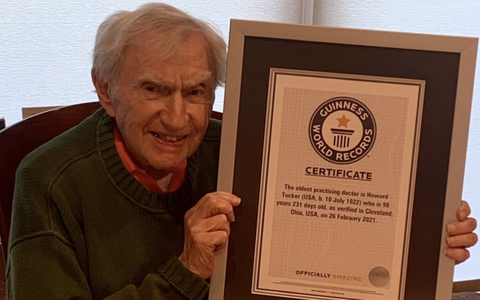 GUINNESS
WORLD
RECORDS
CERTIFICATE
The oldest practising doctor is Howard
Tucker (USA, b. 10 July 1922) who is 98
years 231 days old, as verified in Cleveland,
Ohio, USA, on 26 February 2021.
OFFICIALLY AMAZING